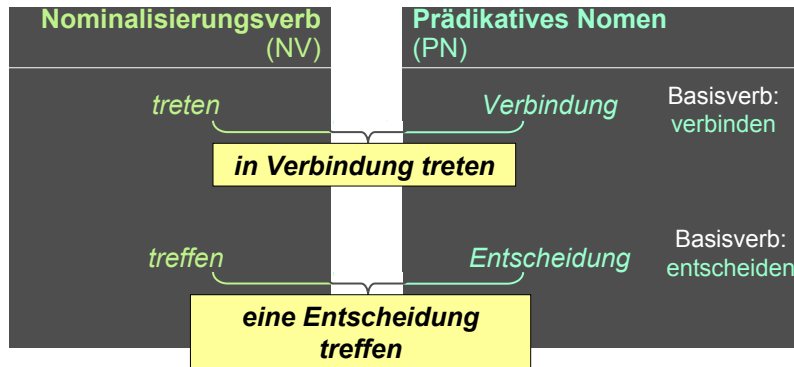 Nominalisierungsverb
(NV)
Prädikatives Nomen
(PN)
treten
Verbindung
Basisverb:
verbinden
in Verbindung treten
treffen
Entscheidung
Basisverb:
entscheiden
eine Entscheidung
treffen